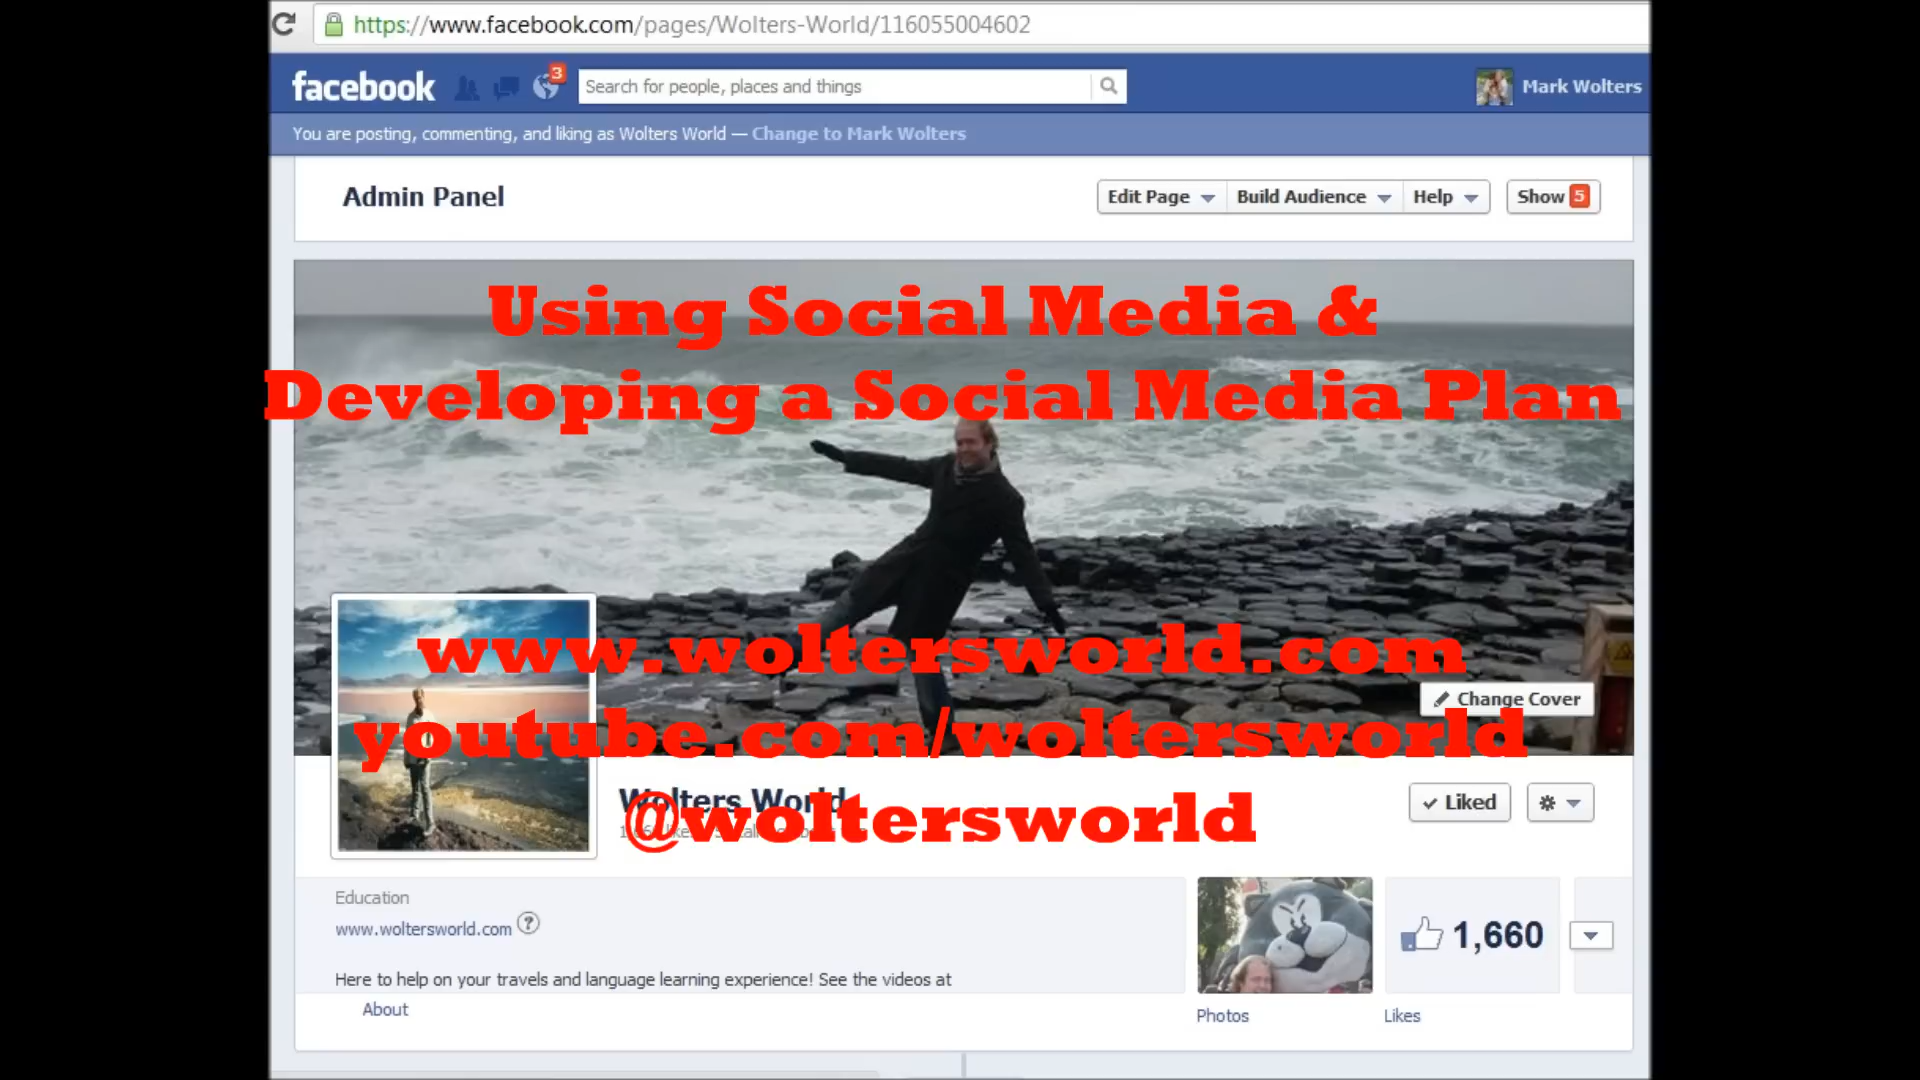 https://www.facebook.com/pages/Wolters-World/116055004602
facebook
3
Search for people, places and things
Mark Wolters
You are posting, commenting, and liking as Wolters World — Change to Mark Wolters
Admin Panel
Edit Page
Build Audience
Help
Show 5
Using Social Media &
Developing a Social Media Plan
www.woltersworld.com
Change Cover
youtube.com/woltersworld
Wolters World
Liked
@woltersworld
Education
www.woltersworld.com ?
1,660
Here to help on your travels and language learning experience! See the videos at
About
Photos
Likes